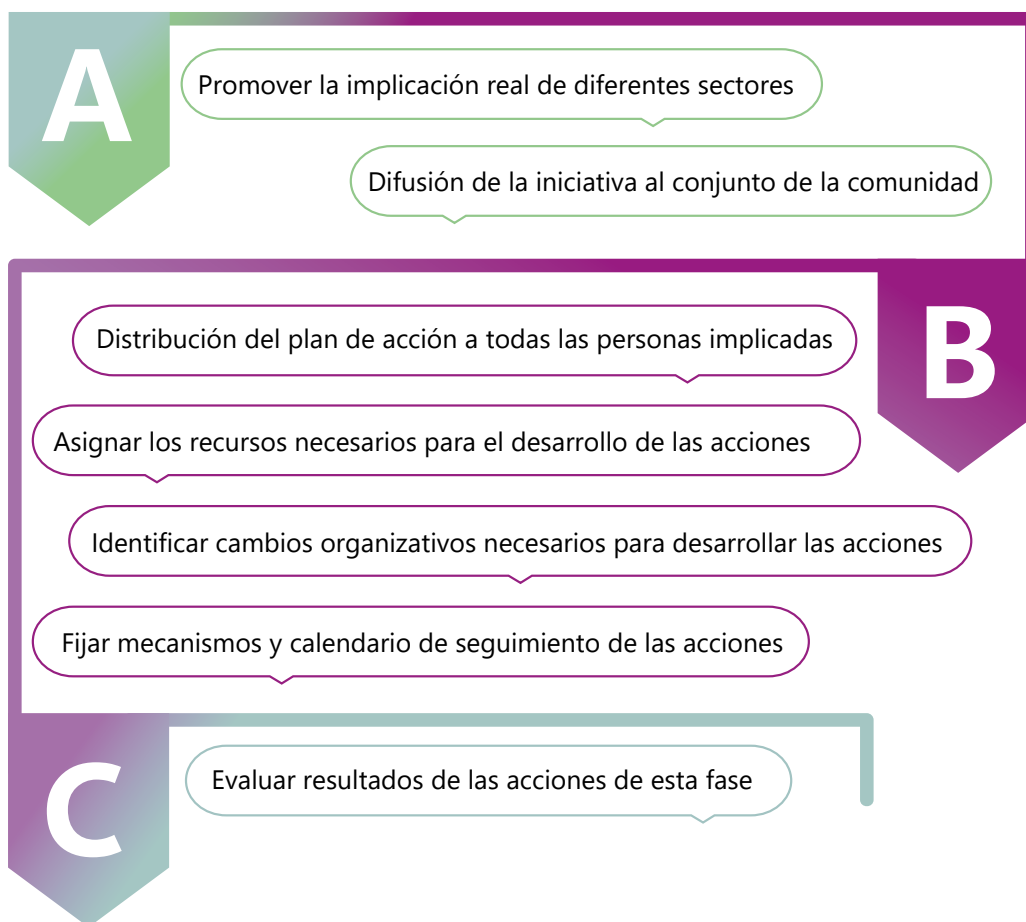 A
Promover la implicación real de diferentes sectores
Difusión de la iniciativa al conjunto de la comunidad
B
Distribución del plan de acción a todas las personas implicadas
Asignar los recursos necesarios para el desarrollo de las acciones
Identificar cambios organizativos necesarios para desarrollar las acciones
Fijar mecanismos y calendario de seguimiento de las acciones
C
Evaluar resultados de las acciones de esta fase